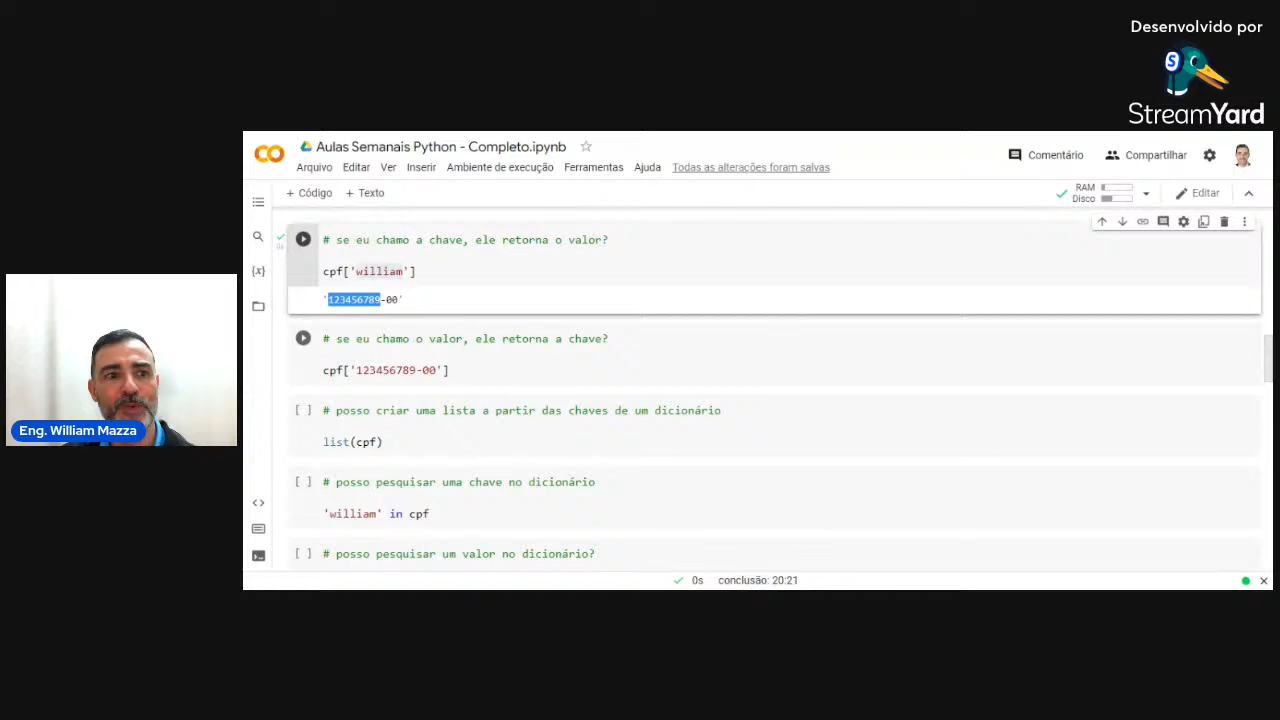 Desenvolvido por
S
StreamYard
Aulas Semanais Python - Completo.ipynb
Arquivo Editar Ver Inserir Ambiente de execução Ferramentas Ajuda Todas as alterações foram salvas
Comentário Compartilhar
+ Código + Texto
RAM
Disco
Editar
# se eu chamo a chave, ele retorna o valor?
0s
cpf['william']
'123456789-00'
# se eu chamo o valor, ele retorna a chave?
cpf['123456789-00']
[ ] # posso criar uma lista a partir das chaves de um dicionário
list(cpf)
[ ] # posso pesquisar uma chave no dicionário
'william' in cpf
[ ] # posso pesquisar um valor no dicionário?
0s conclusão: 20:21
Eng. William Mazza